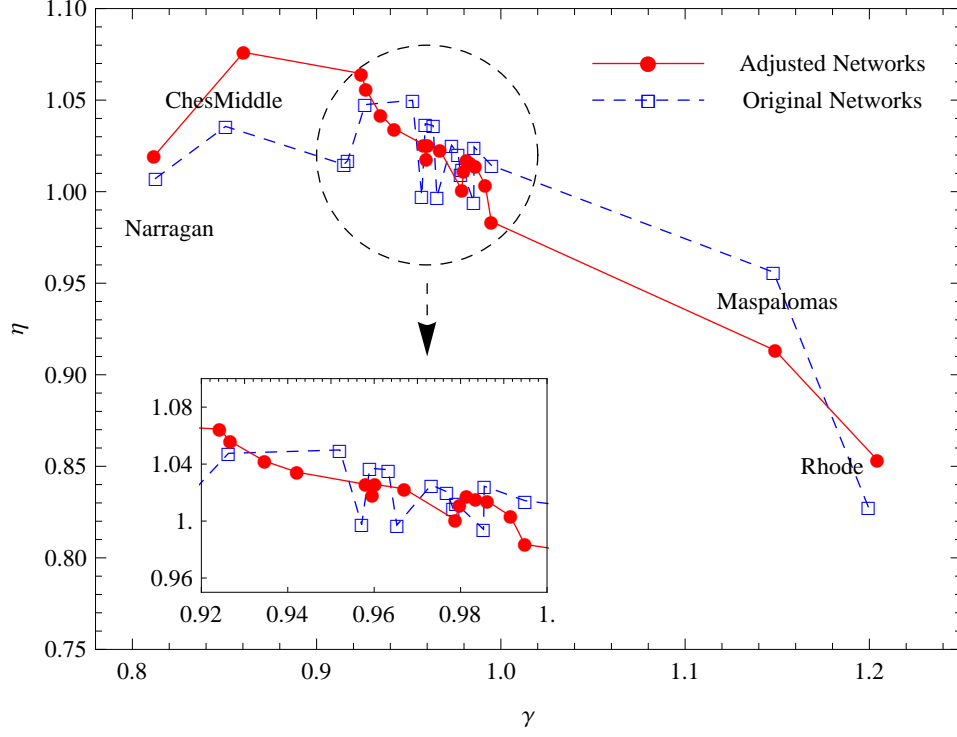 1.10
1.05
1.00
0.95
0.90
0.85
0.80
0.75
η
ChesMiddle
Narragan
Adjusted Networks
Original Networks
Maspalomas
Rhode
1.08
1.04
1.
0.96
0.92 0.94 0.96 0.98 1.
0.8 0.9 1.0 1.1 1.2
γ